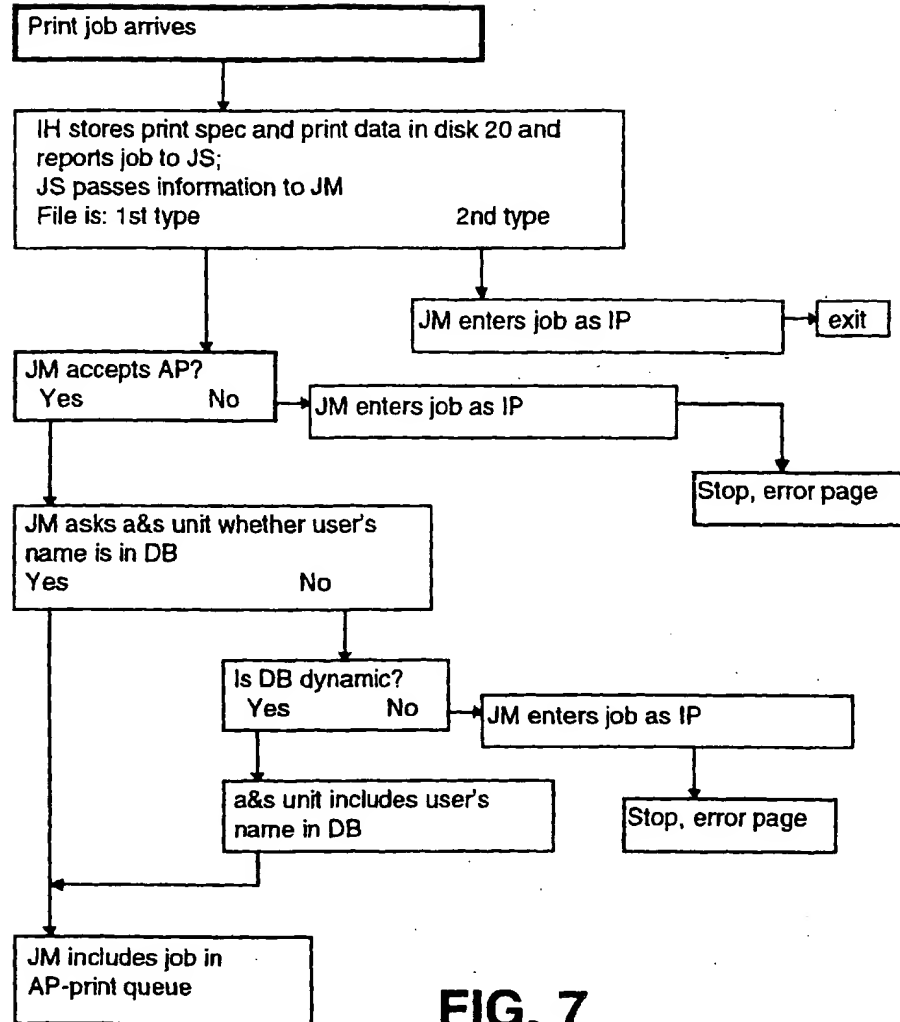 Print job arrives
IH stores print spec and print data in disk 20 and
reports job to JS;
JS passes information to JM
File is: 1st type 2nd type
JM enters job as IP
exit
JM accepts AP?
Yes No
JM enters job as IP
Stop, error page
JM asks a&s unit whether user's
name is in DB
Yes No
Is DB dynamic?
Yes No
JM enters job as IP
a&s unit includes user's
name in DB
Stop, error page
JM includes job in
AP-print queue
FIG. 7